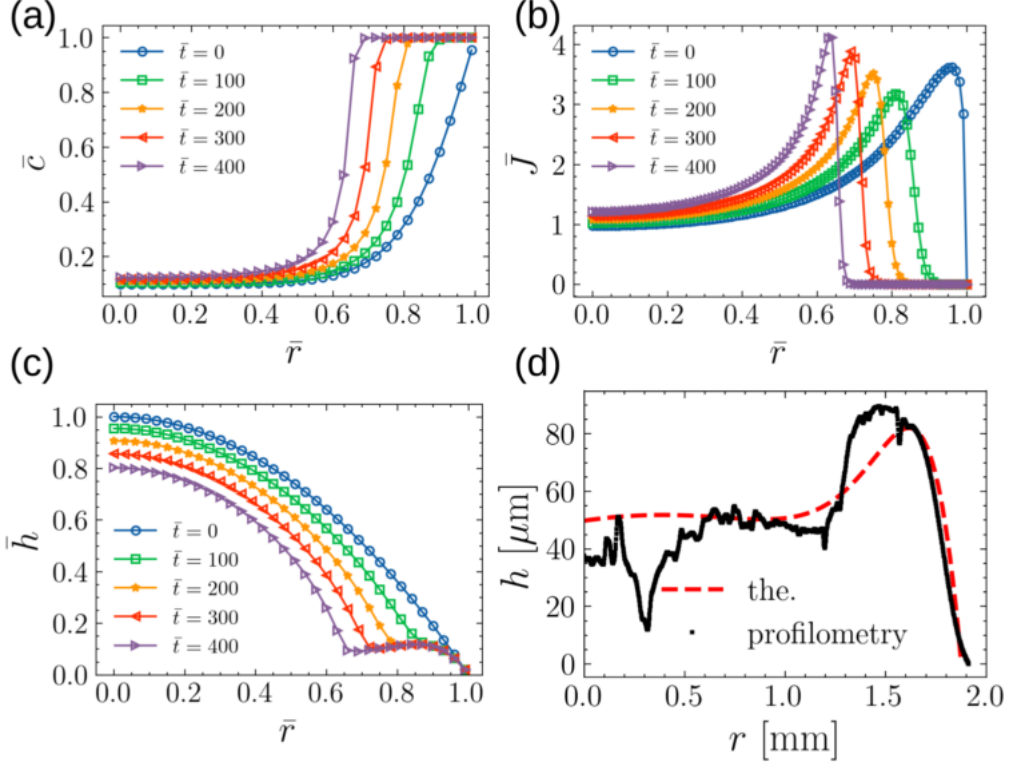 (a)
1.0
0.8
0.6
0.4
0.2
c̄
t̄ = 0
t̄ = 100
t̄ = 200
t̄ = 300
t̄ = 400
0.0 0.2 0.4 0.6 0.8 1.0
r̄
(b)
4
3
2
1
0
J̄
t̄ = 0
t̄ = 100
t̄ = 200
t̄ = 300
t̄ = 400
0.0 0.2 0.4 0.6 0.8 1.0
r̄
(c)
1.0
0.8
0.6
0.4
0.2
0.0
h̄
t̄ = 0
t̄ = 100
t̄ = 200
t̄ = 300
t̄ = 400
0.0 0.2 0.4 0.6 0.8 1.0
r̄
(d)
80
60
40
20
0
h [μm]
the.
profilometry
0.0 0.5 1.0 1.5 2.0
r [mm]